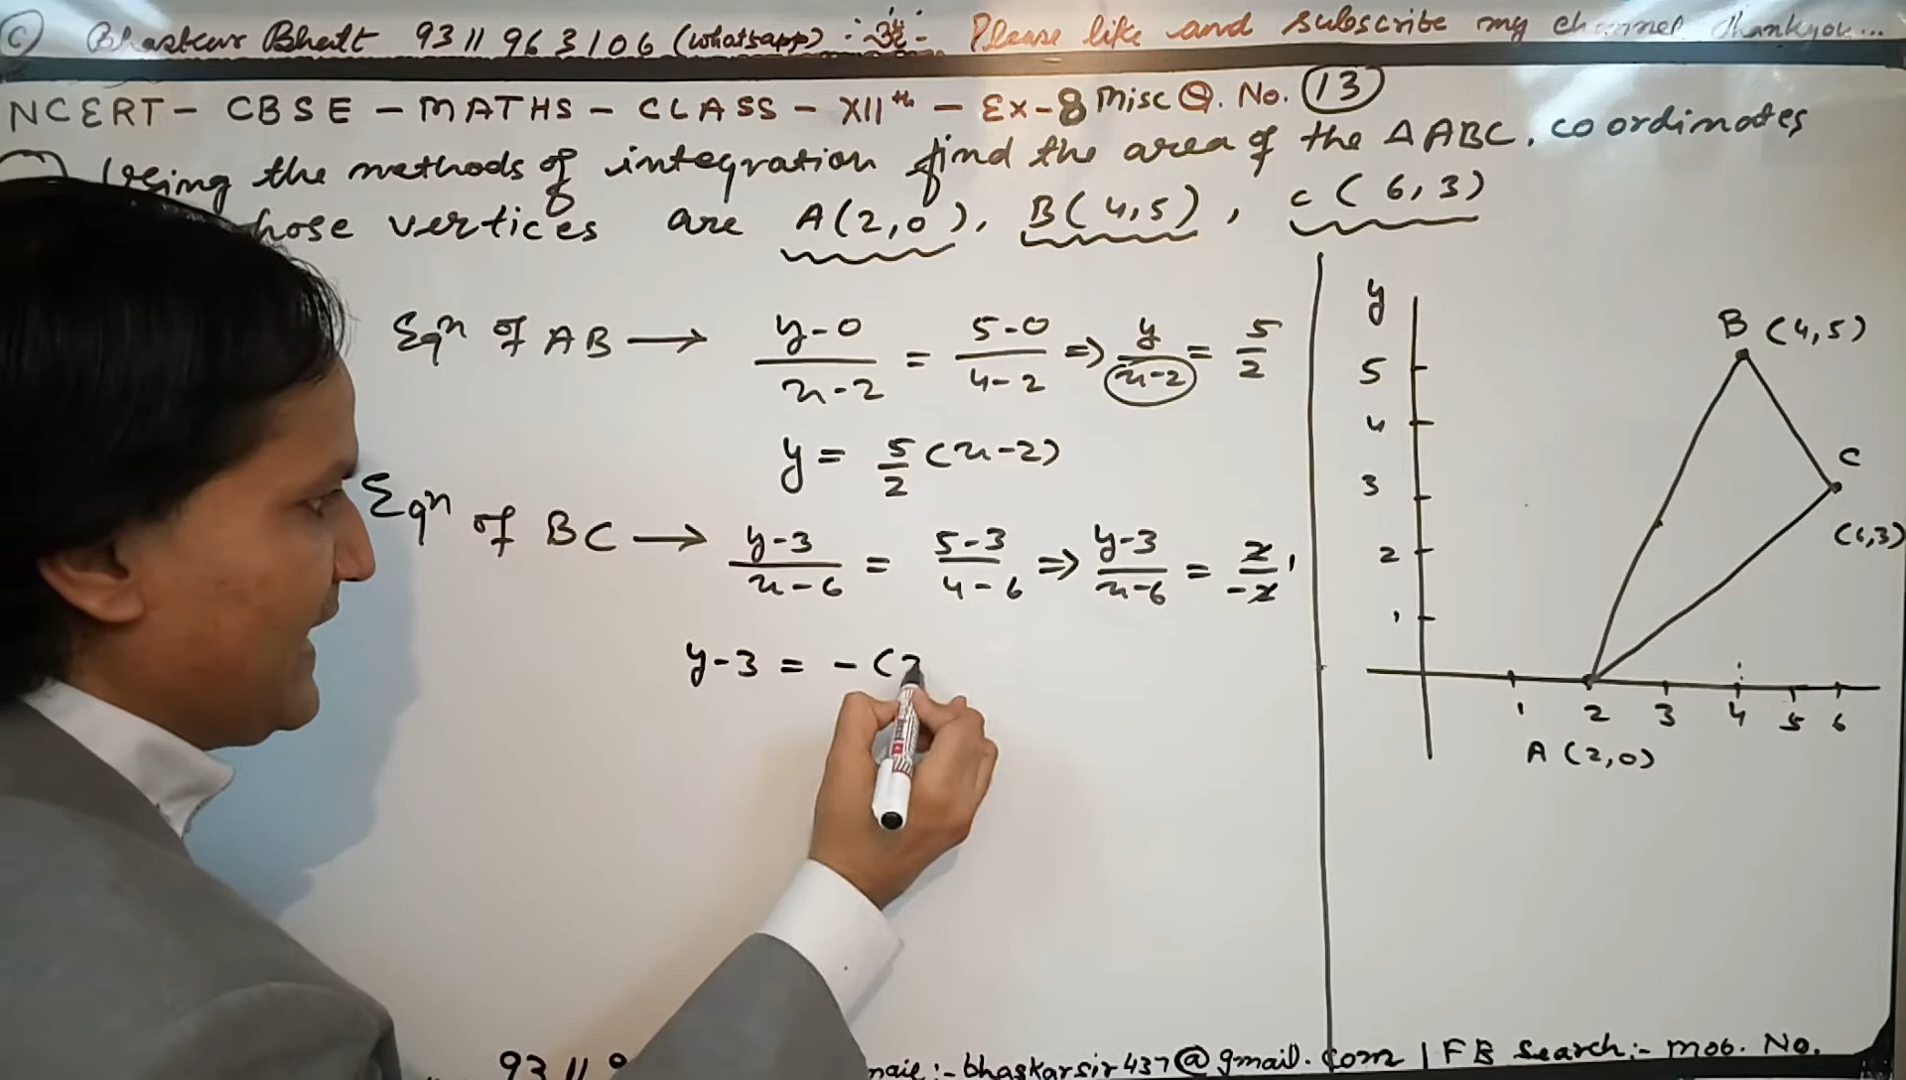 (c) Bhaskar Bhatt 9311963106 (whatsapp) :- ॐ :- Please like and subscribe my channel Thankyou...
NCERT - CBSE - MATHS - CLASS - XIIth - Ex-8 Misc Q. No. 13
Using the methods of integration find the area of the ΔABC, coordinates
whose vertices are A(2,0), B(4,5), C(6,3)
Eqn of AB → y-0/x-2 = 5-0/4-2 ⇒ y/x-2 = 5/2
y = 5/2 (x-2)
Eqn of BC → y-3/x-6 = 5-3/4-6 ⇒ y-3/x-6 = 2/-2 1
y-3 = -(
y
B (4,5)
5
4
C
3
(6,3)
2
1
1 2 3 4 5 6
A (2,0)
9311 :- bhaskarsir437@gmail.com | FB Search:- Mob. No.